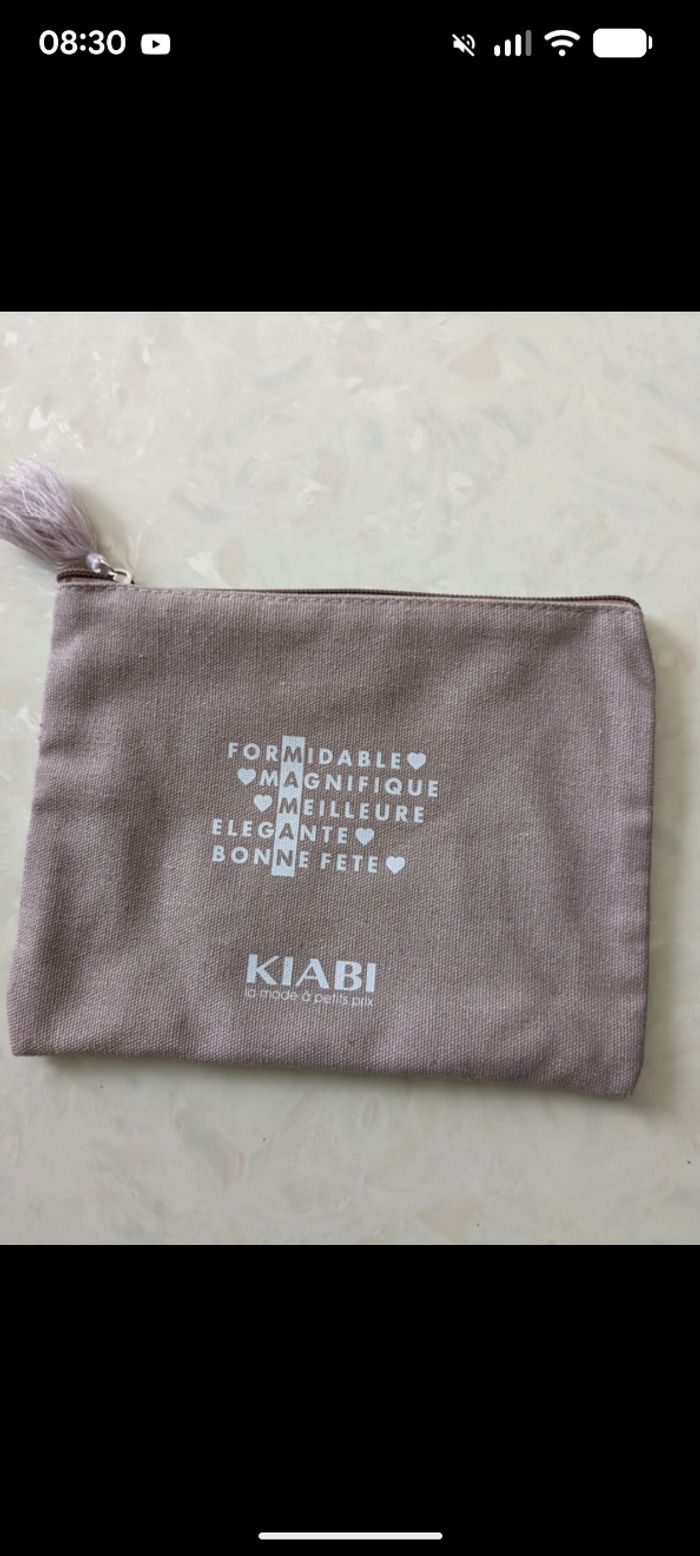 08:30
FORMIDABLE
MAGNIFIQUE
MEILLEURE
ELEGANTE
BONNE FETE
KIABI
la mode à petits prix